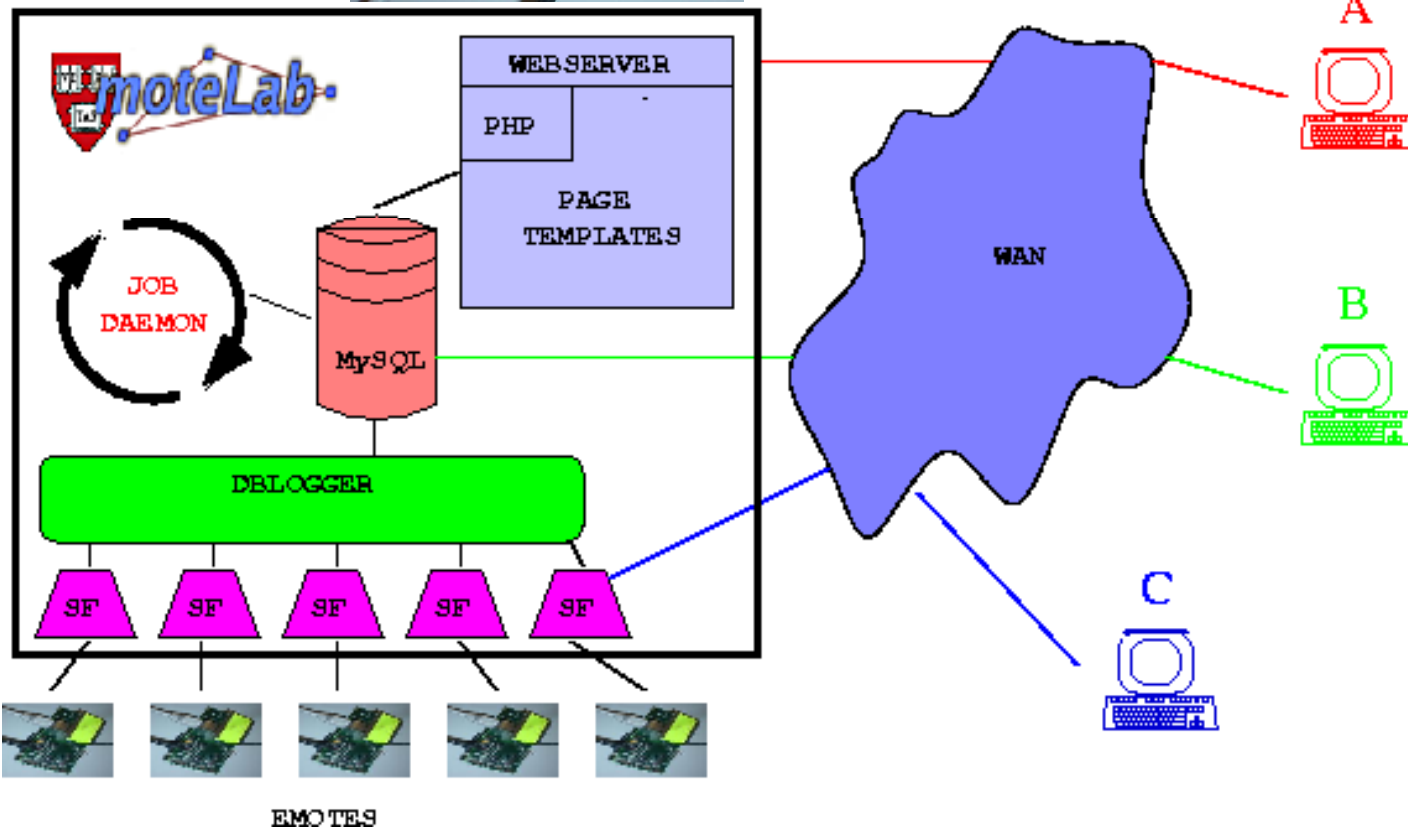 moteLab
WEBSERVER
PHP
PAGE
TEMPLATES
JOB
DAEMON
MySQL
DBLOGGER
SF SF SF SF SF
EMOTES
WAN
A
B
C